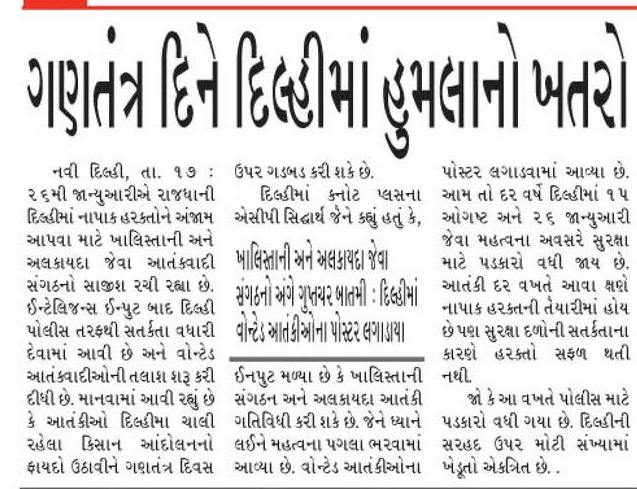 ગણતંત્ર દિને દિલ્હીમાં હુમલાનો ખતરો
નવી દિલ્હી, તા. ૧૭ :
૨૬મી જાન્યુઆરીએ રાજધાની
દિલ્હીમાં નાપાક હરક્તોને અંજામ
આપવા માટે ખાલિસ્તાની અને
અલકાયદા જેવા આતંકવાદી
સંગઠનો સાજીશ રચી રહ્યા છે.
ઈન્ટેલિજન્સ ઈનપુટ બાદ દિલ્હી
પોલીસ તરફથી સતર્કતા વધારી
દેવામાં આવી છે અને વોન્ટેડ
આતંકવાદીઓની તલાશ શરૂ કરી
દીધી છે. માનવામાં આવી રહ્યું છે
કે આતંકીઓ દિલ્હીમા ચાલી
રહેલા કિસાન આંદોલનનો
ફાયદો ઉઠાવીને ગણતંત્ર દિવસ
ઉપર ગડબડ કરી શકે છે.
દિલ્હીમાં કનોટ પ્લસના
એસીપી સિદ્ધાર્થ જૈને કહ્યું હતું કે,
ખાલિસ્તાની અને અલકાયદા જેવા
સંગઠનો અંગે ગુપ્તચર બાતમી : દિલ્હીમાં
વોન્ટેડ આતંકીઓના પોસ્ટર લગાડાયા
ઈનપુટ મળ્યા છે કે ખાલિસ્તાની
સંગઠન અને અલકાયદા આતંકી
ગતિવિધી કરી શકે છે. જેને ધ્યાને
લઈને મહત્વના પગલા ભરવામાં
આવ્યા છે. વોન્ટેડ આતંકીઓના
પોસ્ટર લગાડવામાં આવ્યા છે.
આમ તો દર વર્ષે દિલ્હીમાં ૧૫
ઓગષ્ટ અને ૨૬ જાન્યુઆરી
જેવા મહત્વના અવસરે સુરક્ષા
માટે પડકારો વધી જાય છે.
આતંકી દર વખતે આવા ક્ષણે
નાપાક હરક્તની તૈયારીમાં હોય
છે પણ સુરક્ષા દળોની સતર્કતાના
કારણે હરક્તો સફળ થતી
નથી.
જો કે આ વખતે પોલીસ માટે
પડકારો વધી ગયા છે. દિલ્હીની
સરહદ ઉપર મોટી સંખ્યામાં
ખેડૂતો એકત્રિત છે. .